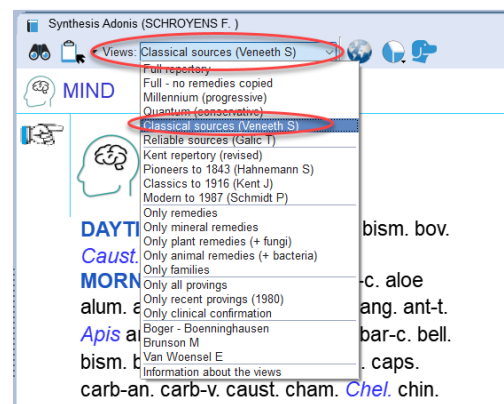 Synthesis Adonis (SCHROYENS F. )
Views: Classical sources (Veneeth S)
Full repertory
Full - no remedies copied
Millennium (progressive)
Quantum (conservative)
Classical sources (Veneeth S)
Reliable sources (Galic T)
Kent repertory (revised)
Pioneers to 1843 (Hahnemann S)
Classics to 1916 (Kent J)
Modern to 1987 (Schmidt P)
Only remedies
Only mineral remedies
Only plant remedies (+ fungi)
Only animal remedies (+ bacteria)
Only families
Only all provings
Only recent provings (1980)
Only clinical confirmation
Boger - Boenninghausen
Brunson M
Van Woensel E
Information about the views
MIND
bism. bov.
Caust.
-c. aloe
alum. ang. ant-t.
Apis bar-c. bell.
bism. caps.
carb-an. carb-v. caust. cham. Chel. chin.